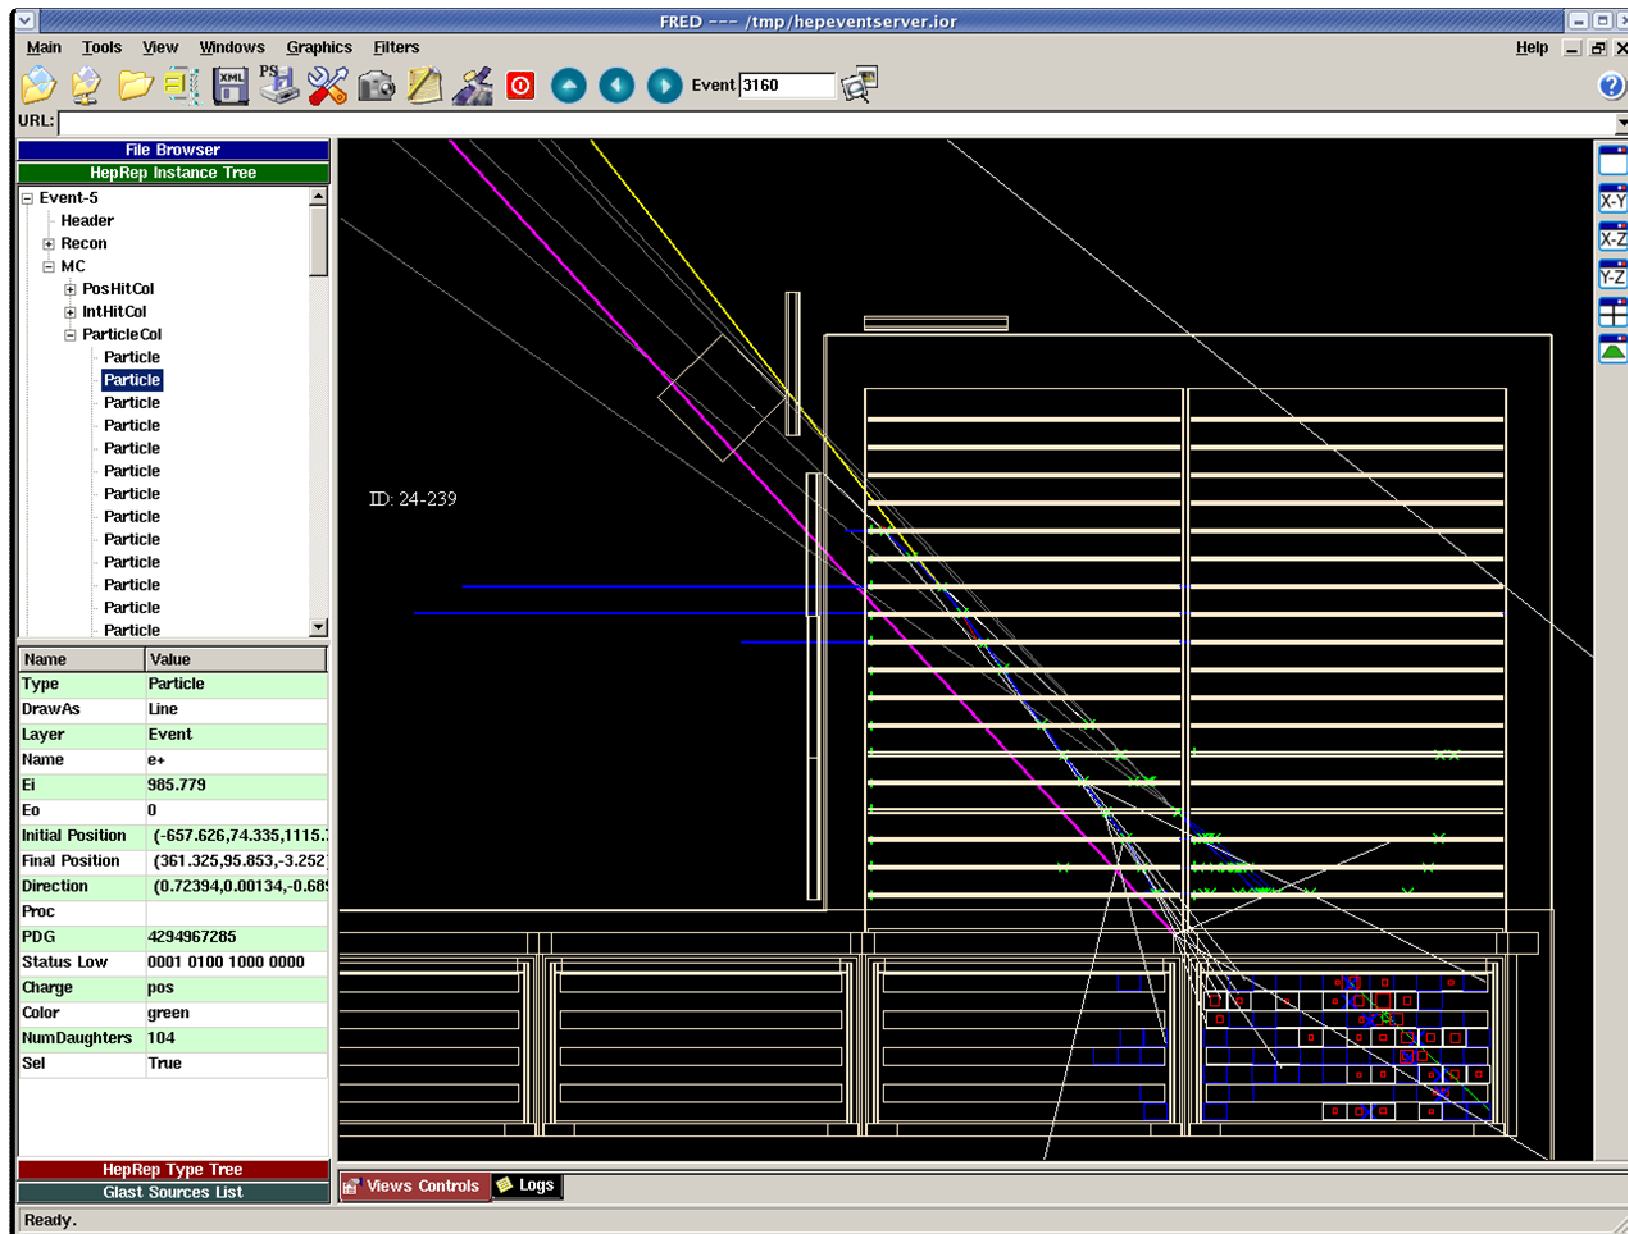 FRED --- /tmp/hepeventserver.ior
Main Tools View Windows Graphics Filters Help
XML PS Event 3160
URL:
File Browser
HepRep Instance Tree
Event-5
Header
Recon
MC
PosHitCol
IntHitCol
ParticleCol
Particle
Particle
Particle
Particle
Particle
Particle
Particle
Particle
Particle
Particle
Particle
Particle
Particle
Name Value
Type Particle
DrawAs Line
Layer Event
Name e+
Ei 985.779
Eo 0
Initial Position (-657.626,74.335,1115.
Final Position (361.325,95.853,-3.252
Direction (0.72394,0.00134,-0.68
Proc
PDG 4294967285
Status Low 0001 0100 1000 0000
Charge pos
Color green
NumDaughters 104
Sel True
HepRep Type Tree
Glast Sources List
ID: 24-239
X-Y
X-Z
Y-Z
Views Controls Logs
Ready.